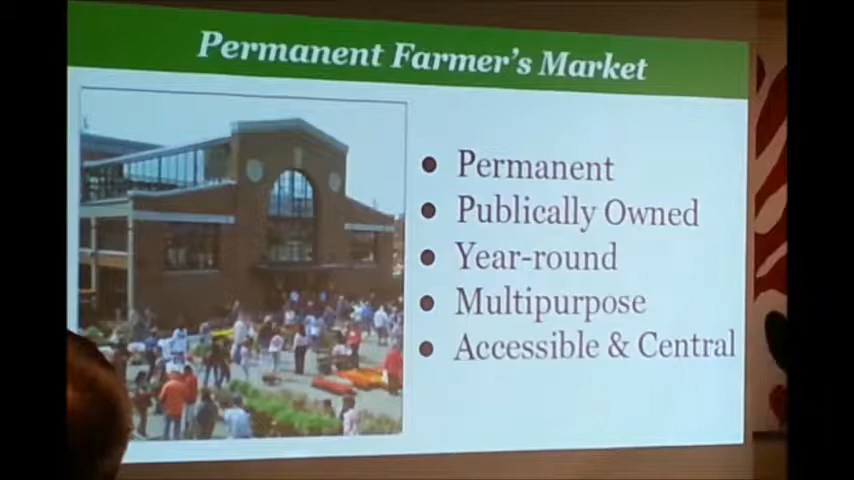 Permanent Farmer's Market
● Permanent
● Publically Owned
● Year-round
● Multipurpose
● Accessible & Central